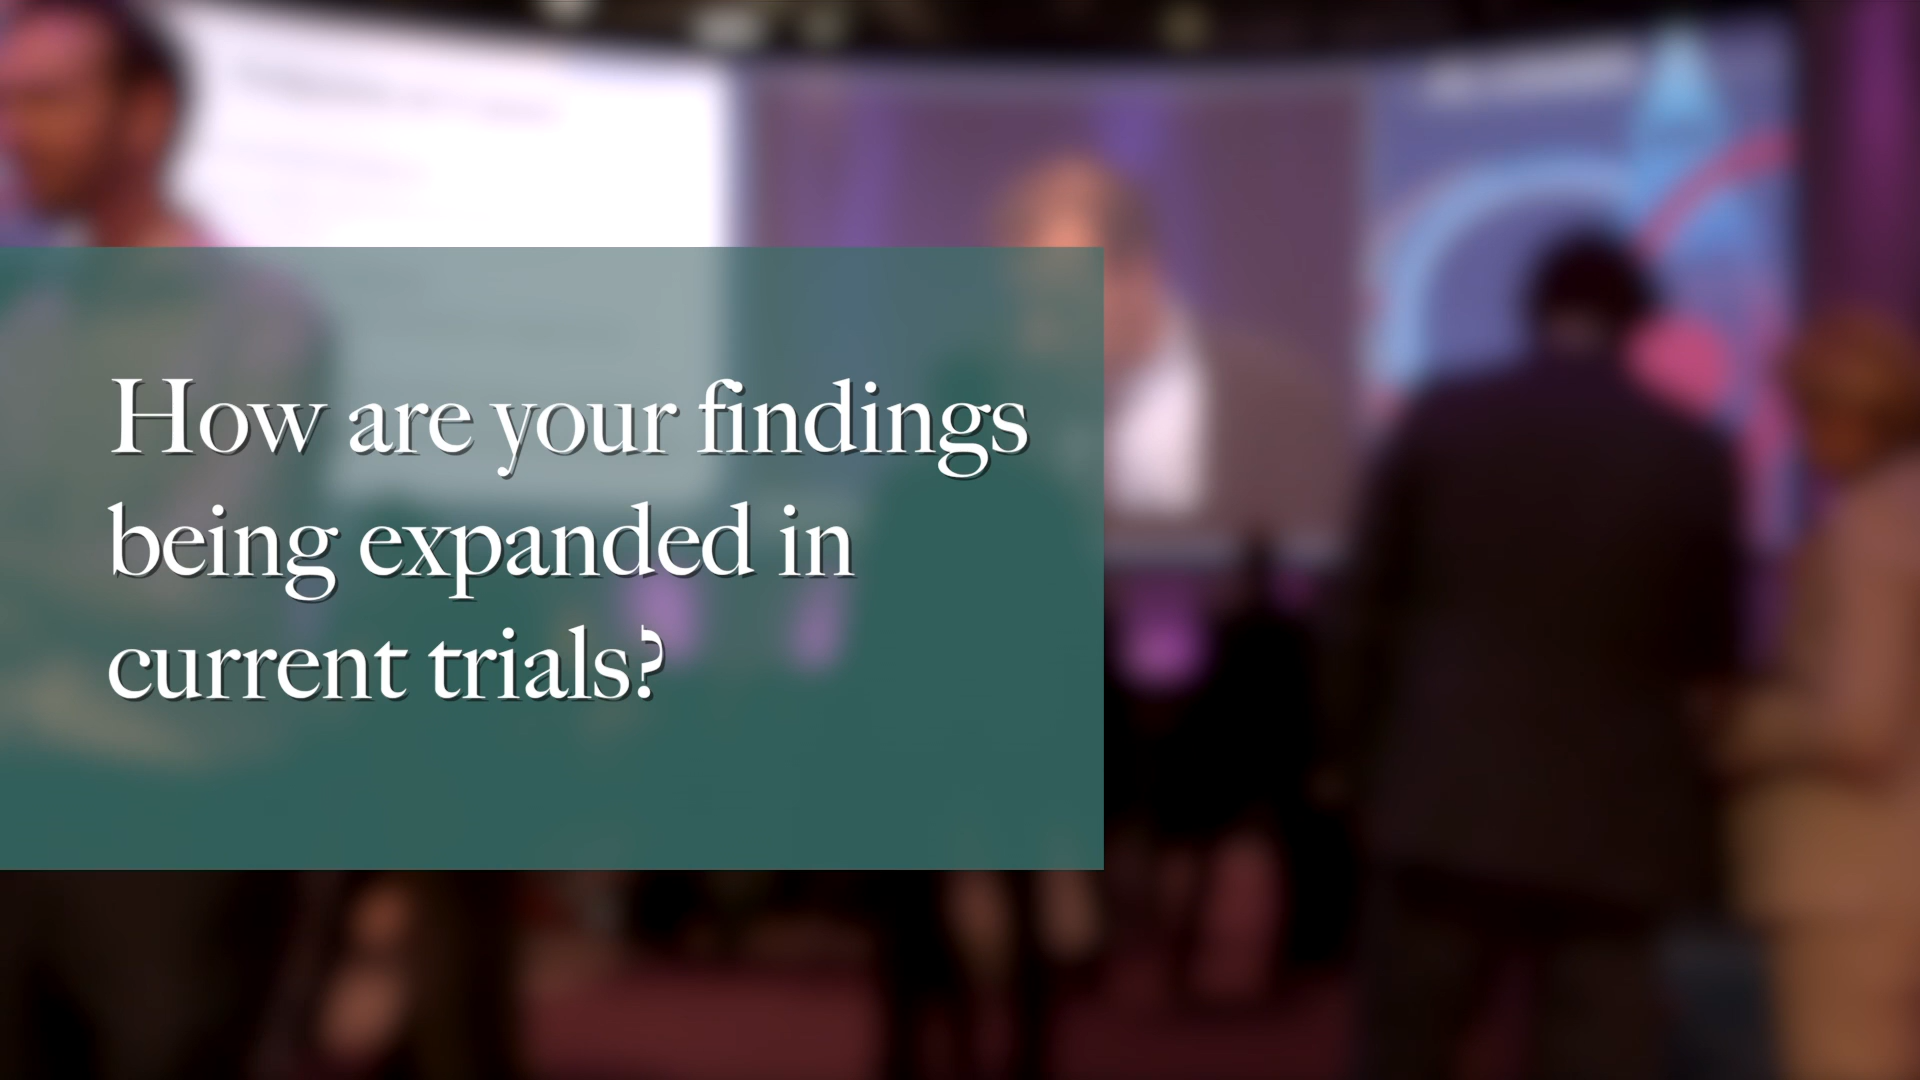 How are your findings
being expanded in
current trials?